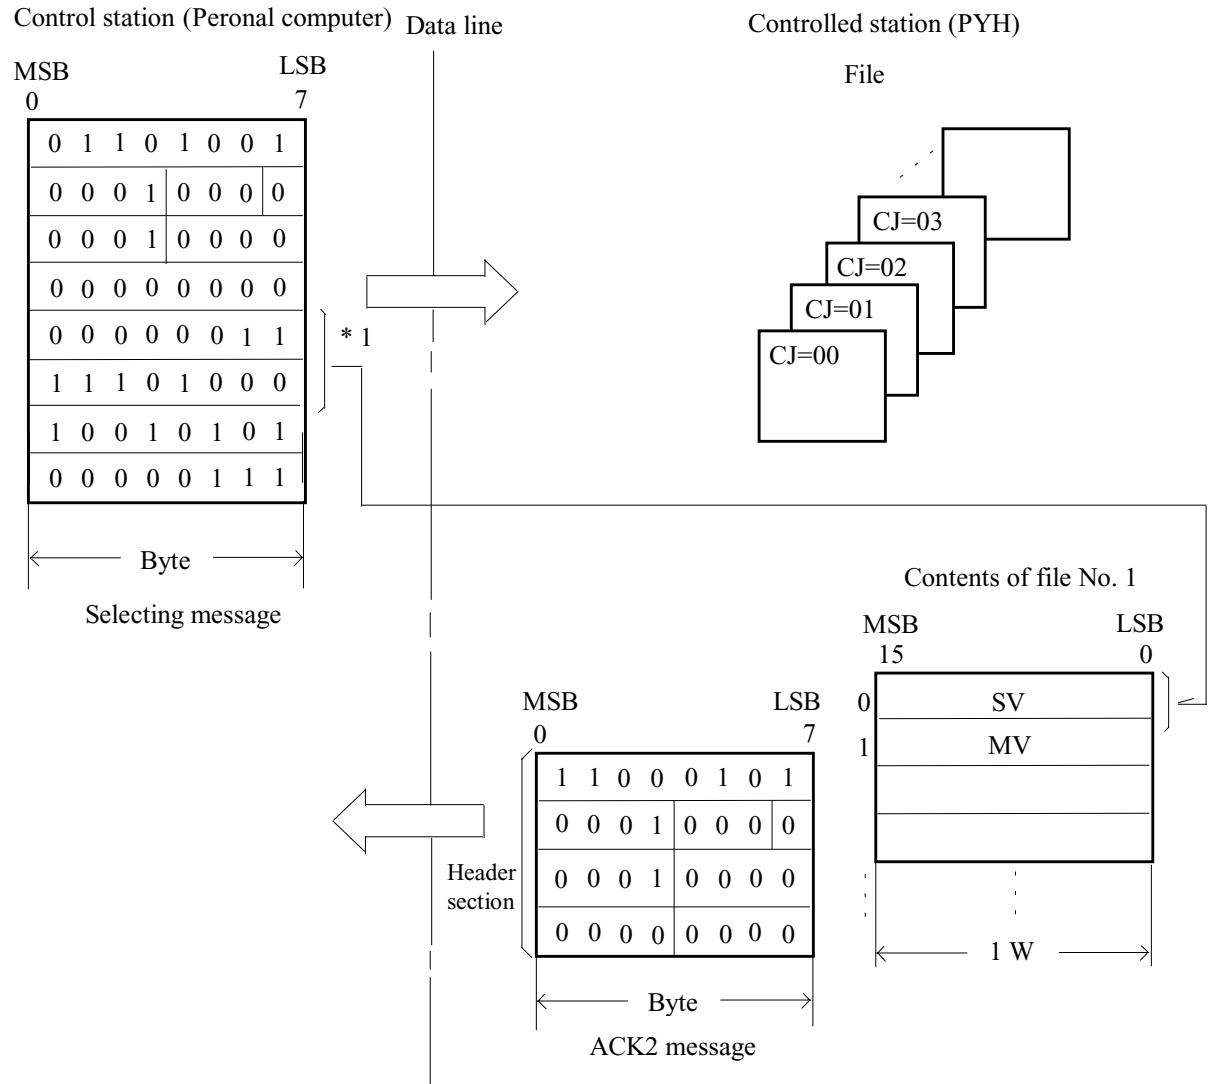 Control station (Peronal computer)
Data line
Controlled station (PYH)
File
MSB LSB
0 7
0 1 1 0 1 0 0 1
0 0 0 1 0 0 0 0
0 0 0 1 0 0 0 0
0 0 0 0 0 0 0 0
0 0 0 0 0 0 1 1
1 1 1 0 1 0 0 0
1 0 0 1 0 1 0 1
0 0 0 0 0 1 1 1
* 1
Byte
Selecting message
CJ=03
CJ=02
CJ=01
CJ=00
Contents of file No. 1
MSB LSB
15 0
0 SV
1 MV
1 W
MSB LSB
0 7
1 1 0 0 0 1 0 1
0 0 0 1 0 0 0 0
0 0 0 1 0 0 0 0
0 0 0 0 0 0 0 0
Header
section
Byte
ACK2 message